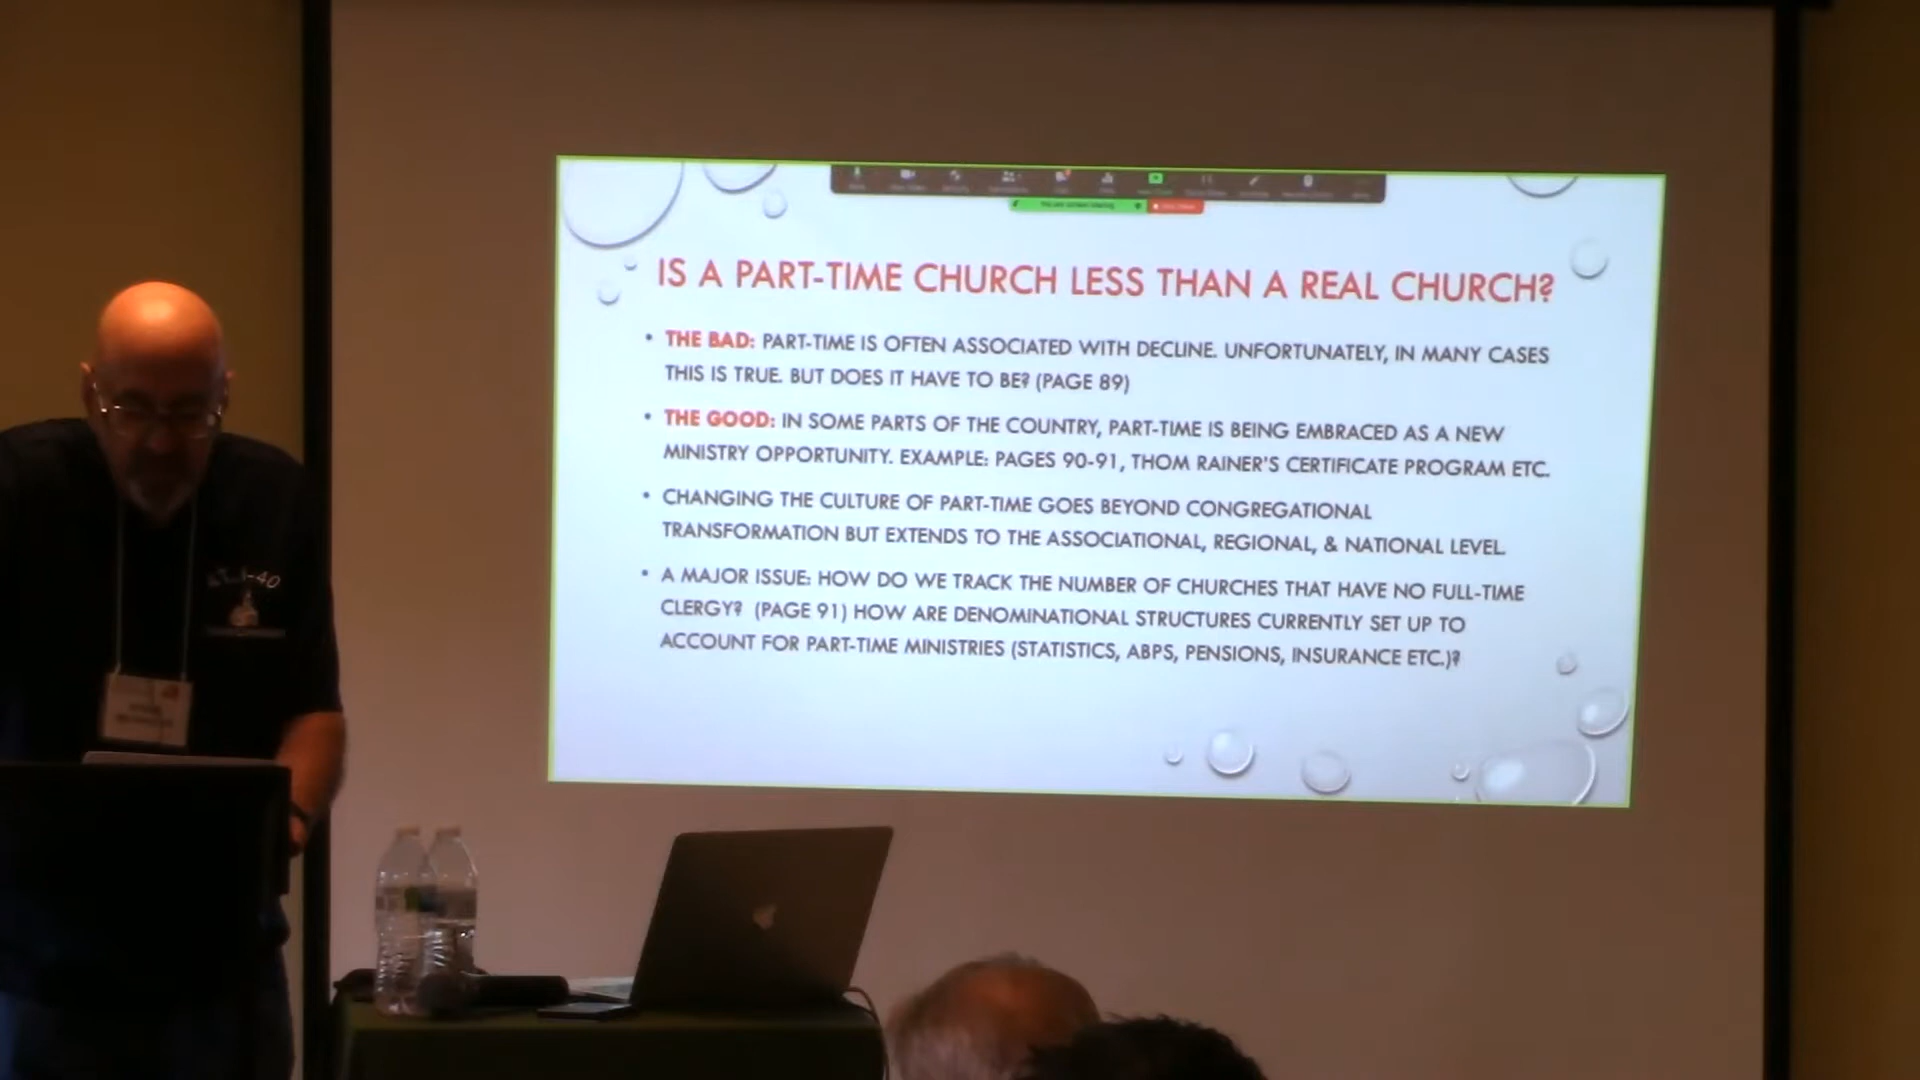 IS A PART-TIME CHURCH LESS THAN A REAL CHURCH?
• THE BAD: PART-TIME IS OFTEN ASSOCIATED WITH DECLINE. UNFORTUNATELY, IN MANY CASES
THIS IS TRUE. BUT DOES IT HAVE TO BE? (PAGE 89)
• THE GOOD: IN SOME PARTS OF THE COUNTRY, PART-TIME IS BEING EMBRACED AS A NEW
MINISTRY OPPORTUNITY. EXAMPLE: PAGES 90-91, THOM RAINER'S CERTIFICATE PROGRAM ETC.
• CHANGING THE CULTURE OF PART-TIME GOES BEYOND CONGREGATIONAL
TRANSFORMATION BUT EXTENDS TO THE ASSOCIATIONAL, REGIONAL, & NATIONAL LEVEL.
• A MAJOR ISSUE: HOW DO WE TRACK THE NUMBER OF CHURCHES THAT HAVE NO FULL-TIME
CLERGY? (PAGE 91) HOW ARE DENOMINATIONAL STRUCTURES CURRENTLY SET UP TO
ACCOUNT FOR PART-TIME MINISTRIES (STATISTICS, ABPS, PENSIONS, INSURANCE ETC.)?